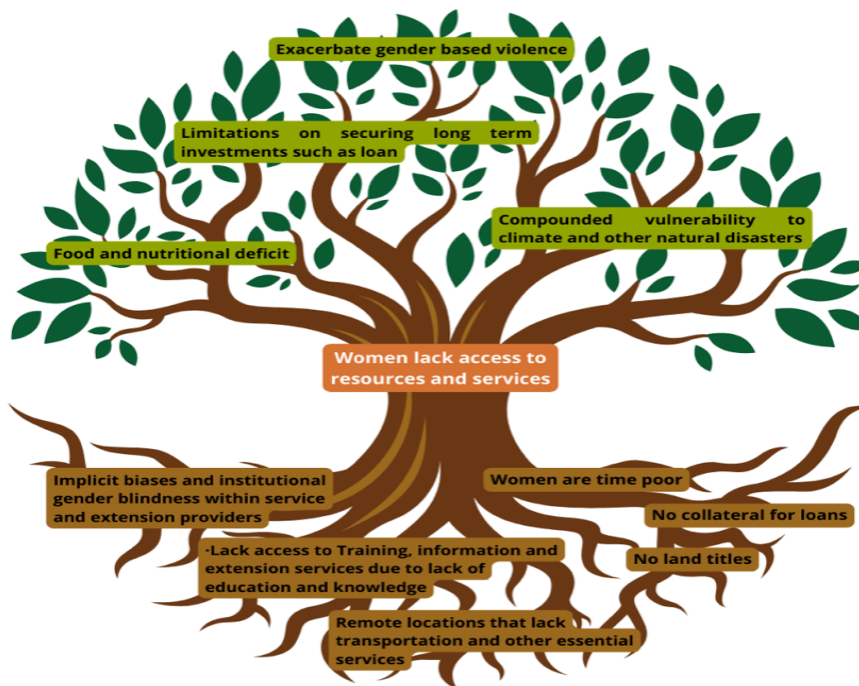 Exacerbate gender based violence
Limitations on securing long term
investments such as loan
Compounded vulnerability to
climate and other natural disasters
Food and nutritional deficit
Women lack access to
resources and services
Implicit biases and institutional
gender blindness within service
and extension providers
Women are time poor
No collateral for loans
·Lack access to Training, information and
extension services due to lack of
education and knowledge
No land titles
Remote locations that lack
transportation and other essential
services